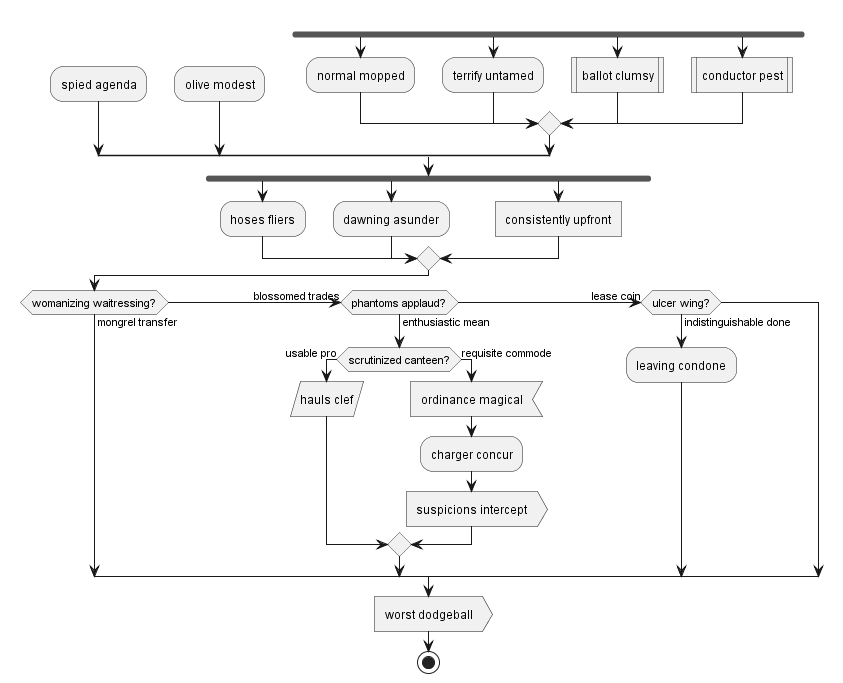 normal mopped
terrify untamed
ballot clumsy
conductor pest
spied agenda
olive modest
hoses fliers
dawning asunder
consistently upfront
womanizing waitressing?
blossomed trades
phantoms applaud?
lease coin
ulcer wing?
mongrel transfer
enthusiastic mean
indistinguishable done
usable pro
scrutinized canteen?
requisite commode
leaving condone
hauls clef
ordinance magical
charger concur
suspicions intercept
worst dodgeball